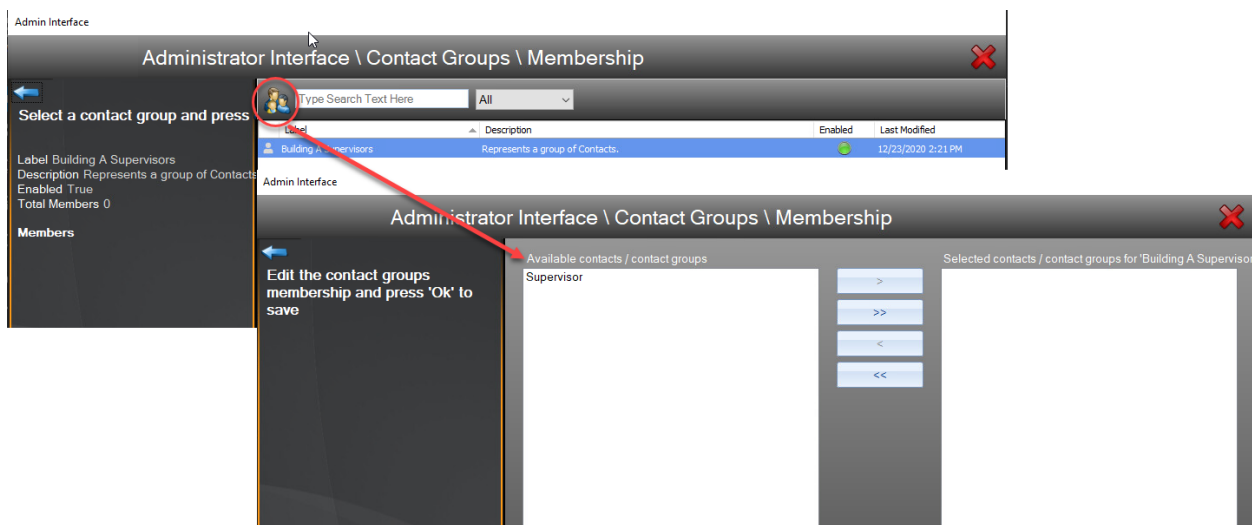 Admin Interface
Administrator Interface \ Contact Groups \ Membership
Select a contact group and press
Type Search Text Here
All
Label
Description
Enabled
Last Modified
Building A Supervisors
Represents a group of Contacts.
12/23/2020 2:21 PM
Label Building A Supervisors
Description Represents a group of Contacts
Enabled True
Total Members 0
Members
Admin Interface
Administrator Interface \ Contact Groups \ Membership
Edit the contact groups
membership and press 'Ok' to
save
Available contacts / contact groups
Supervisor
>
>>
<
<<
Selected contacts / contact groups for 'Building A Supervisor